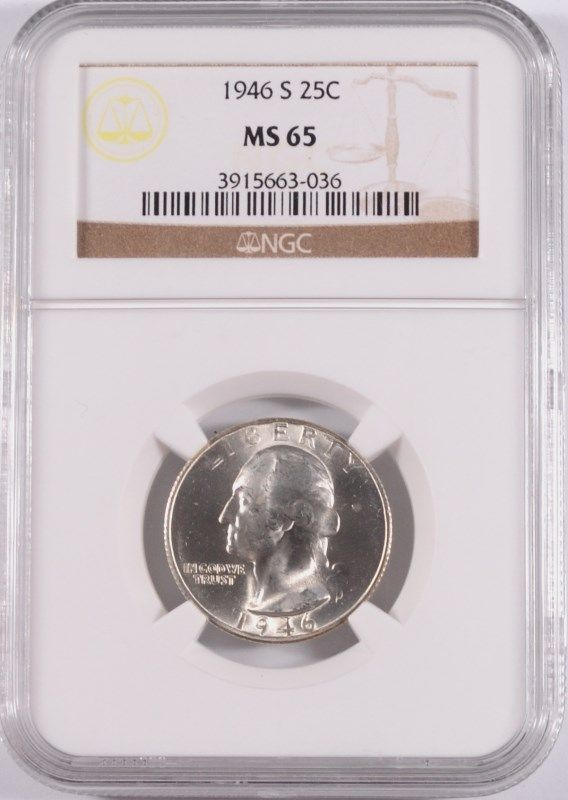 1946 S 25C
MS 65
3915663-036
NGC
LIBERTY
IN GOD WE
TRUST
1946